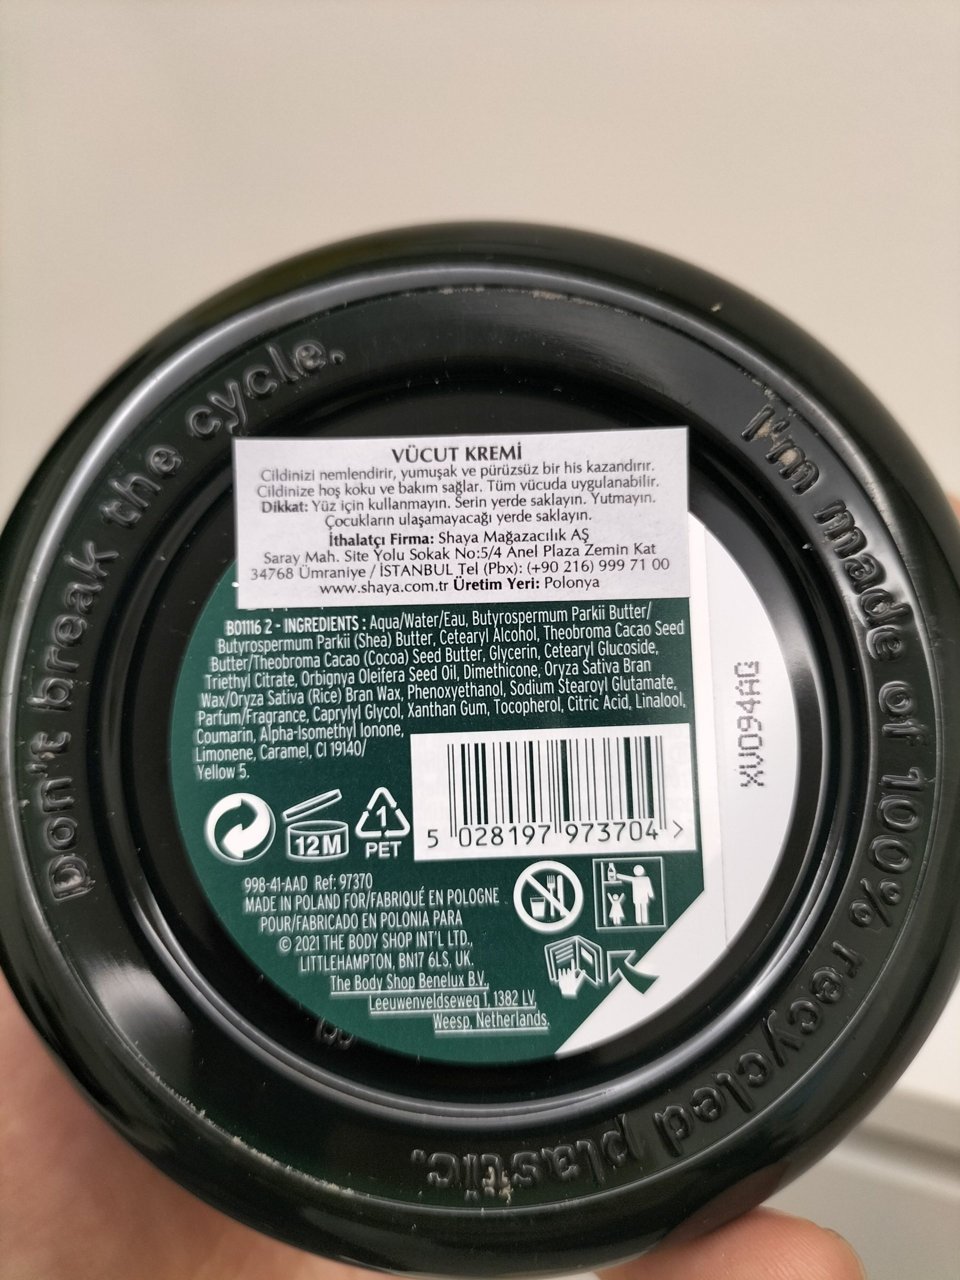 Don't break the cycle.
I'm made of 100% recycled plastic.
VÜCUT KREMİ
Cildinizi nemlendirir, yumuşak ve pürüzsüz bir his kazandırır.
Cildinize hoş koku ve bakım sağlar. Tüm vücuda uygulanabilir.
Dikkat: Yüz için kullanmayın. Serin yerde saklayın. Yutmayın.
Çocukların ulaşamayacağı yerde saklayın.
İthalatçı Firma: Shaya Mağazacılık AŞ
Saray Mah. Site Yolu Sokak No:5/4 Anel Plaza Zemin Kat
34768 Ümraniye / İSTANBUL Tel (Pbx): (+90 216) 999 71 00
www.shaya.com.tr Üretim Yeri: Polonya
B01116 2 - INGREDIENTS : Aqua/Water/Eau, Butyrospermum Parkii Butter/
Butyrospermum Parkii (Shea) Butter, Cetearyl Alcohol, Theobroma Cacao Seed
Butter/Theobroma Cacao (Cocoa) Seed Butter, Glycerin, Cetearyl Glucoside,
Triethyl Citrate, Orbignya Oleifera Seed Oil, Dimethicone, Oryza Sativa Bran
Wax/Oryza Sativa (Rice) Bran Wax, Phenoxyethanol, Sodium Stearoyl Glutamate,
Parfum/Fragrance, Caprylyl Glycol, Xanthan Gum, Tocopherol, Citric Acid, Linalool,
Coumarin, Alpha-Isomethyl Ionone,
Limonene, Caramel, CI 19140/
Yellow 5.
XV094AQ
12M
1
PET
5 028197 973704 >
998-41-AAD Ref: 97370
MADE IN POLAND FOR/FABRIQUÉ EN POLOGNE
POUR/FABRICADO EN POLONIA PARA
© 2021 THE BODY SHOP INT'L LTD.,
LITTLEHAMPTON, BN17 6LS, UK.
The Body Shop Benelux B.V.,
Leeuwenveldseweg 1, 1382 LV,
Weesp, Netherlands.